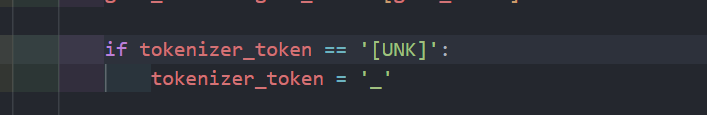 if tokenizer_token == '[UNK]':
tokenizer_token = '_'